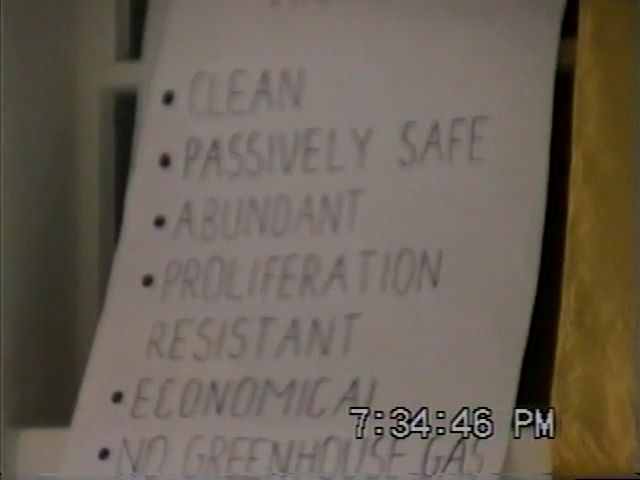 • CLEAN
• PASSIVELY SAFE
• ABUNDANT
• PROLIFERATION
RESISTANT
• ECONOMICAL
7:34:46 PM
• NO GREENHOUSE GAS